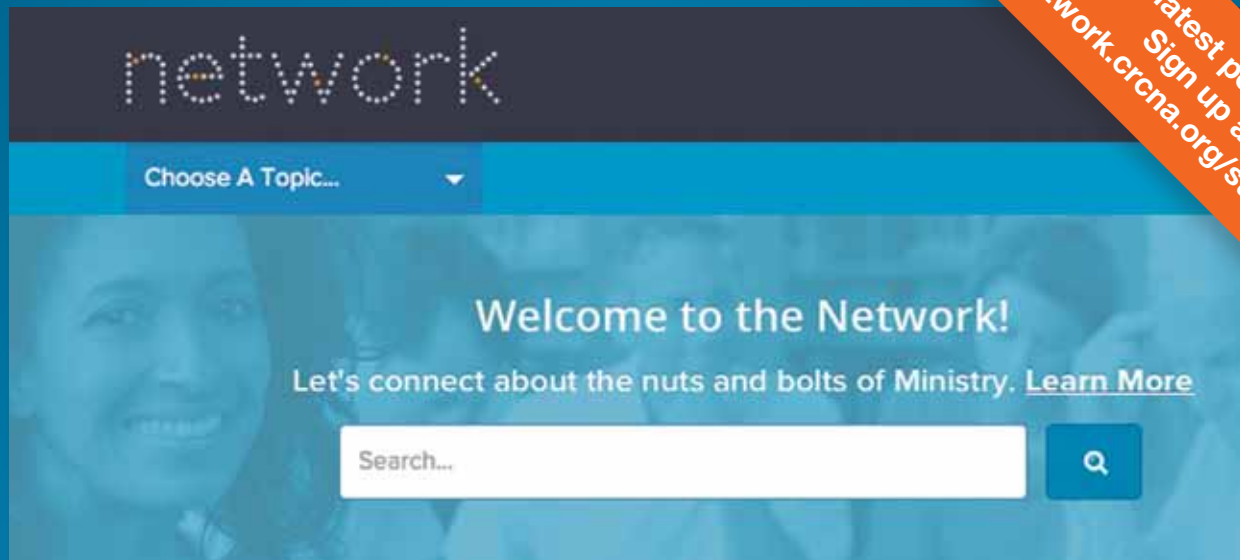 network
Sign up
Choose A Topic...
Welcome to the Network!
Let's connect about the nuts and bolts of Ministry. Learn More
Search...